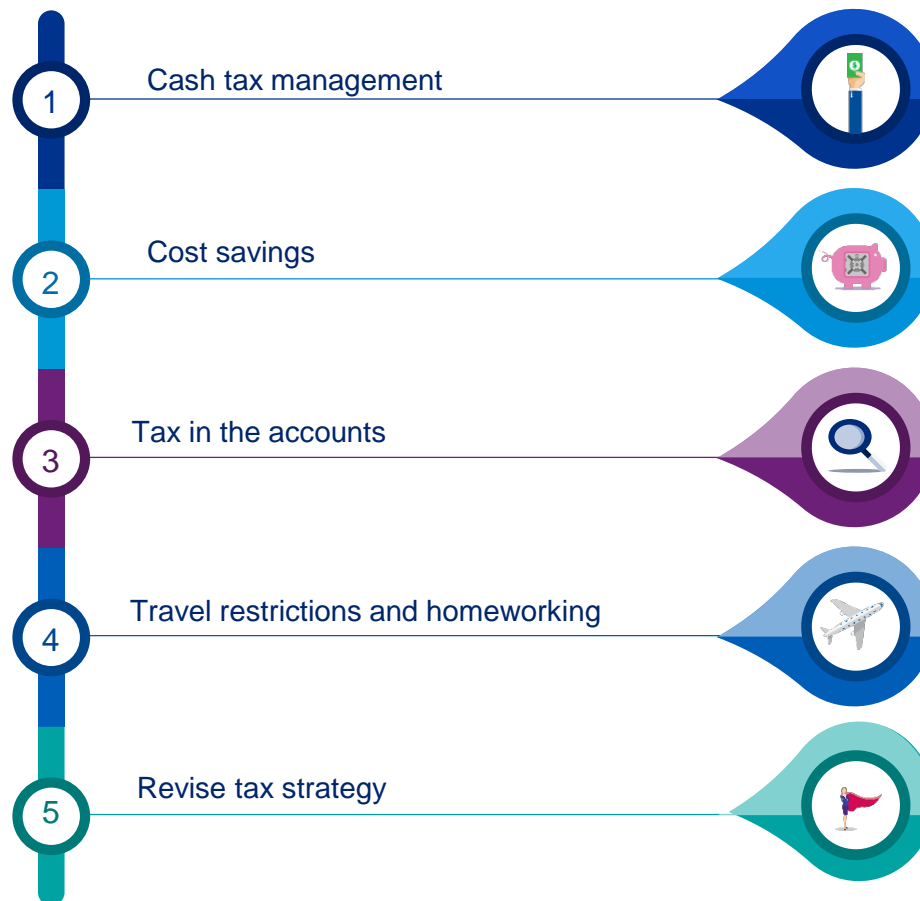 1
Cash tax management
2
Cost savings
3
Tax in the accounts
4
Travel restrictions and homeworking
5
Revise tax strategy